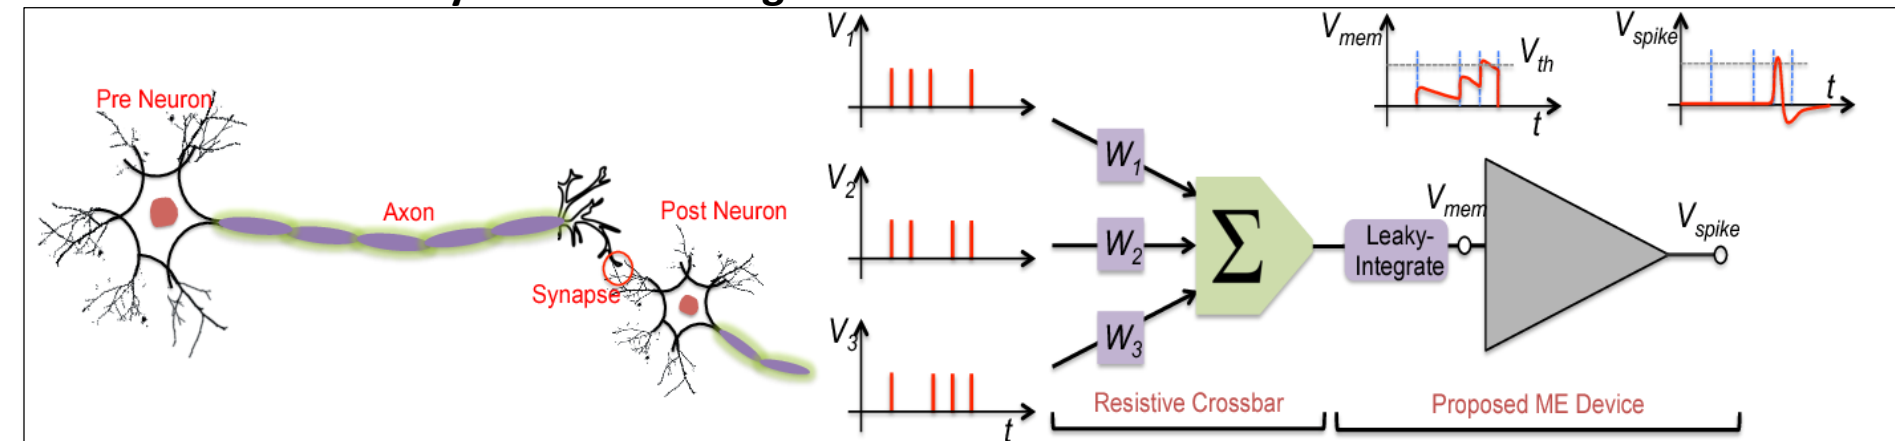 Pre Neuron
Axon
Synapse
Post Neuron
V1
V2
V3
t
W1
W2
W3
Σ
Resistive Crossbar
Vmem
Vth
t
Vspike
t
Leaky-
Integrate
Vmem
Vspike
Proposed ME Device